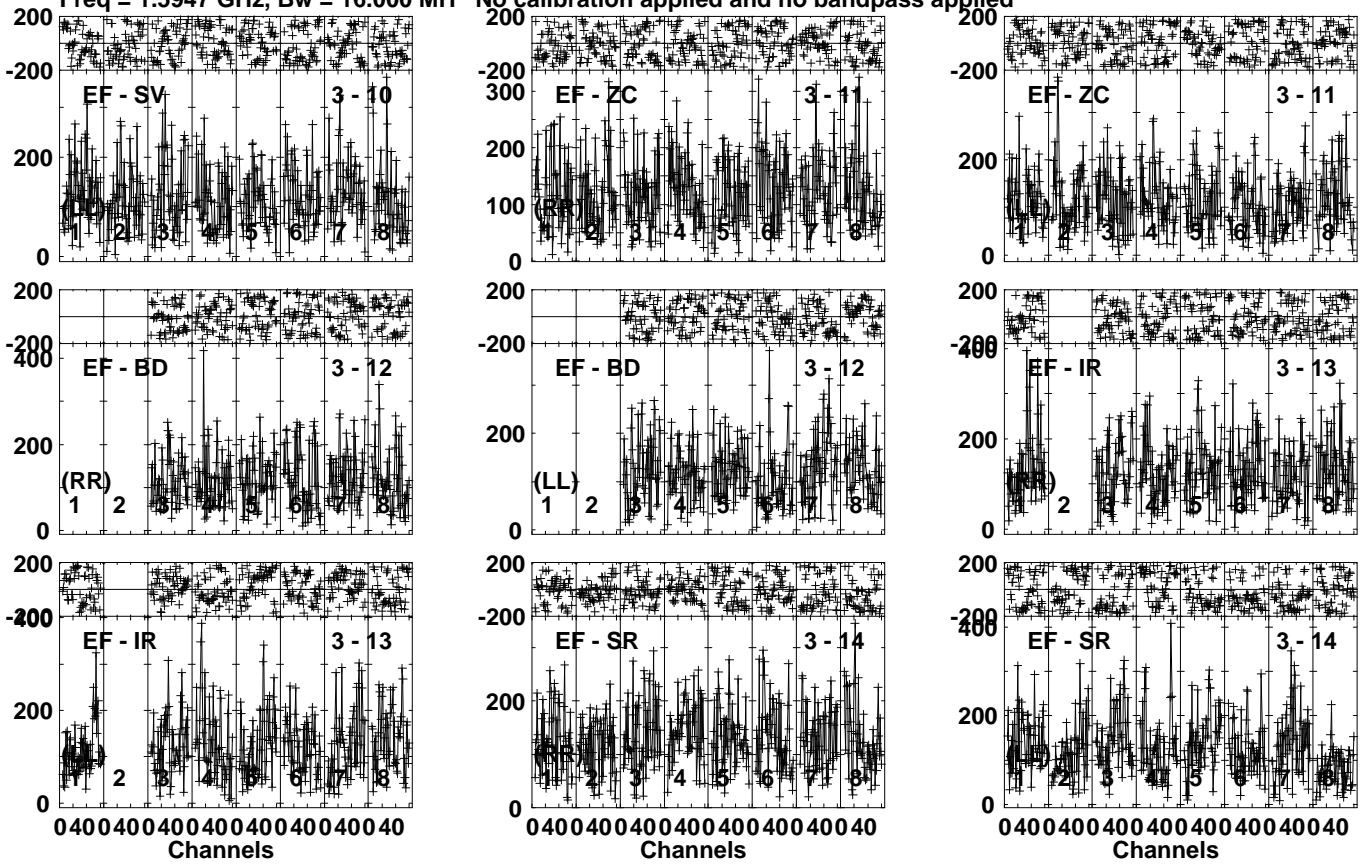 Freq = 1.5947 GHz, Bw = 16.000 MH No calibration applied and no bandpass applied
200 200 200
-200 -200 -200
EF - SV 3 - 10 300 EF - ZC 3 - 11 EF - ZC 3 - 11
200 200 200
(LL) 100 (RR) (LL)
1 2 3 4 5 6 7 8 1 2 3 4 5 6 7 8 1 2 3 4 5 6 7 8
0 0 0
200 200 200
-200 -200 -200
400 EF - BD 3 - 12 EF - BD 3 - 12 400 EF - IR 3 - 13
200 200 200
(RR) (LL) (RR)
1 2 3 4 5 6 7 8 1 2 3 4 5 6 7 8 1 2 3 4 5 6 7 8
0 0 0
200 200 200
-200 -200 -200
400 EF - IR 3 - 13 EF - SR 3 - 14 400 EF - SR 3 - 14
200 200 200
(LL) (RR) (LL)
1 2 3 4 5 6 7 8 1 2 3 4 5 6 7 8 1 2 3 4 5 6 7 8
0 0 0
0 40 0 40 0 40 0 40 0 40 0 40 0 40 0 40 0 40 0 40 0 40 0 40 0 40 0 40 0 40 0 40 0 40 0 40 0 40 0 40 0 40 0 40 0 40 0 40
Channels Channels Channels